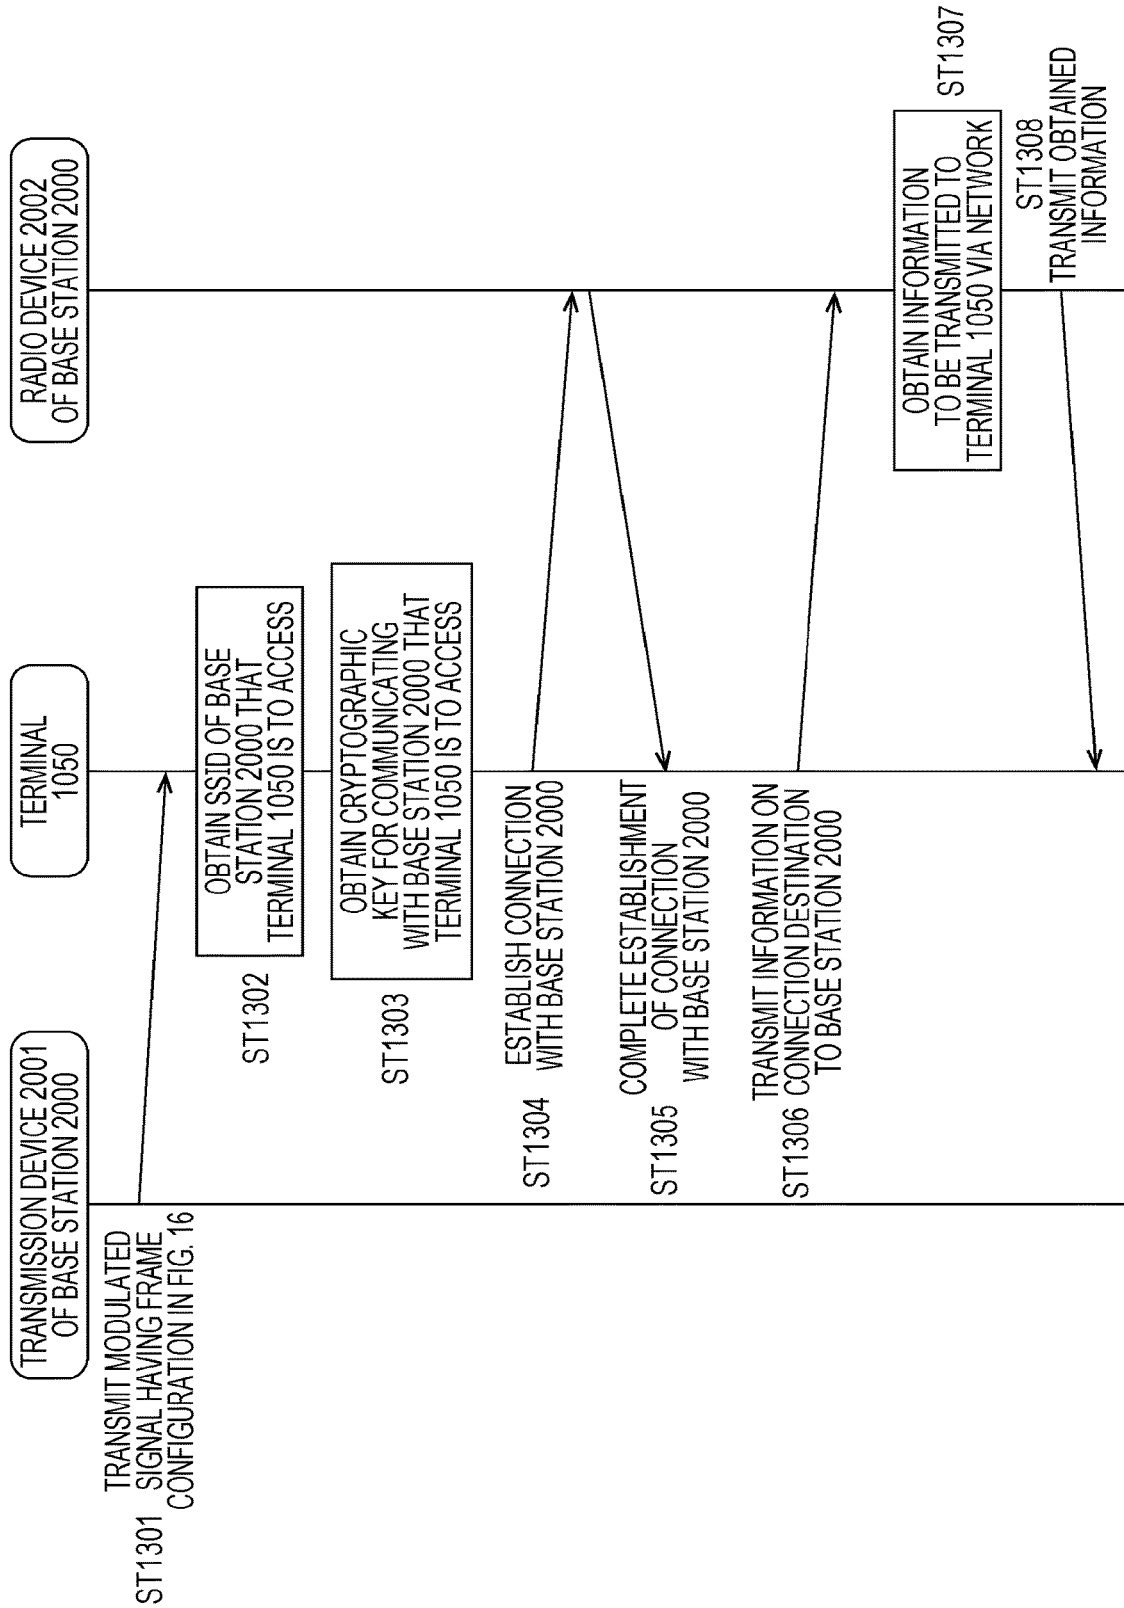 TRANSMISSION DEVICE 2001
OF BASE STATION 2000
TERMINAL
1050
RADIO DEVICE 2002
OF BASE STATION 2000
TRANSMIT MODULATED
ST1301 SIGNAL HAVING FRAME
CONFIGURATION IN FIG. 16
OBTAIN SSID OF BASE
STATION 2000 THAT
TERMINAL 1050 IS TO ACCESS
ST1302
OBTAIN CRYPTOGRAPHIC
KEY FOR COMMUNICATING
WITH BASE STATION 2000 THAT
TERMINAL 1050 IS TO ACCESS
ST1303
ESTABLISH CONNECTION
ST1304 WITH BASE STATION 2000
COMPLETE ESTABLISHMENT
ST1305 OF CONNECTION
WITH BASE STATION 2000
TRANSMIT INFORMATION ON
ST1306 CONNECTION DESTINATION
TO BASE STATION 2000
OBTAIN INFORMATION
TO BE TRANSMITTED TO
TERMINAL 1050 VIA NETWORK
ST1307
ST1308
TRANSMIT OBTAINED
INFORMATION